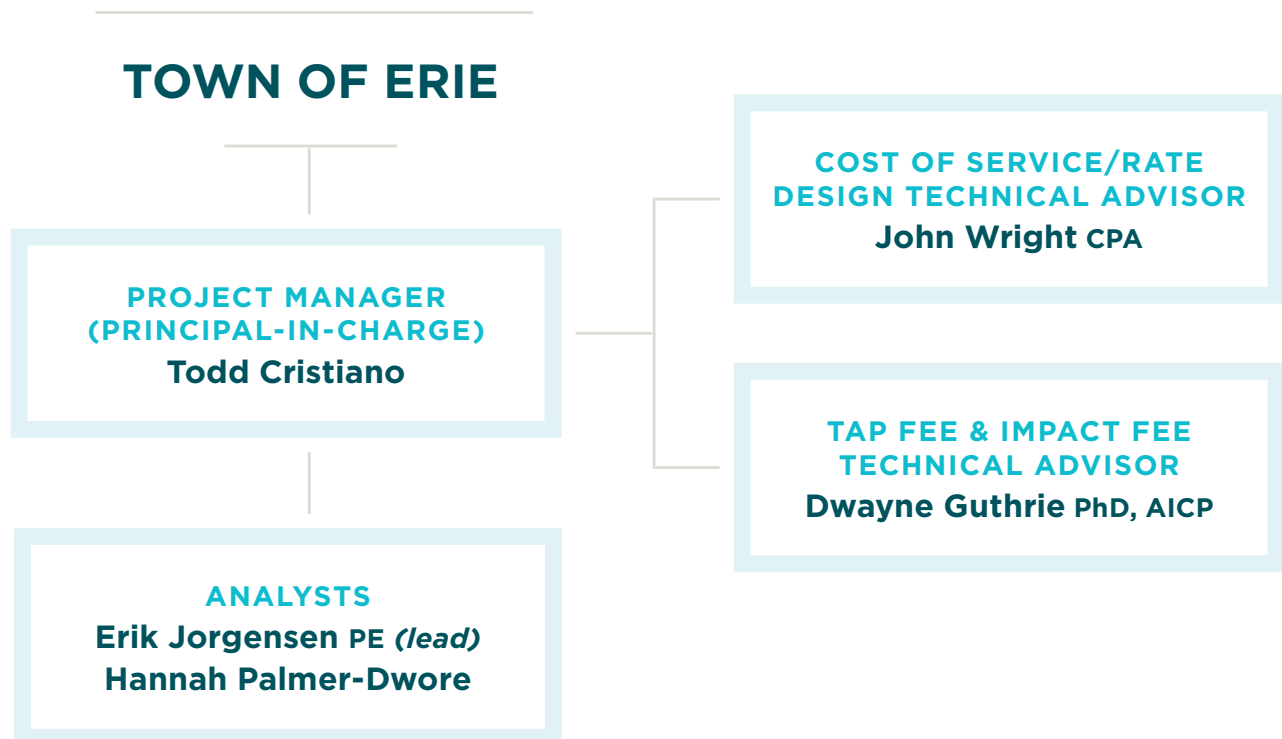 TOWN OF ERIE
PROJECT MANAGER
(PRINCIPAL-IN-CHARGE)
Todd Cristiano
ANALYSTS
Erik Jorgensen PE (lead)
Hannah Palmer-Dwore
COST OF SERVICE/RATE
DESIGN TECHNICAL ADVISOR
John Wright CPA
TAP FEE & IMPACT FEE
TECHNICAL ADVISOR
Dwayne Guthrie PhD, AICP